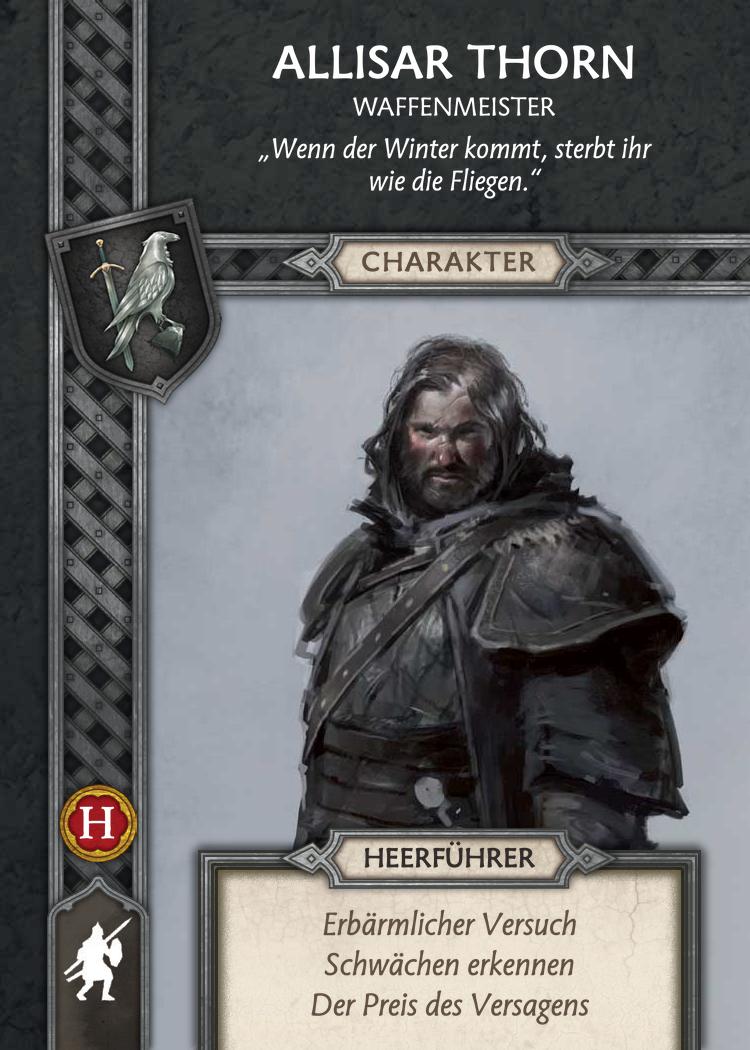 ALLISAR THORN
WAFFENMEISTER
„Wenn der Winter kommt, sterbt ihr
wie die Fliegen.“
CHARAKTER
H
HEERFÜHRER
Erbärmlicher Versuch
Schwächen erkennen
Der Preis des Versagens